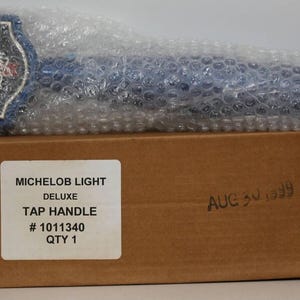 MICHELOB LIGHT
DELUXE
TAP HANDLE
# 1011340
QTY 1
AUG 30 1999